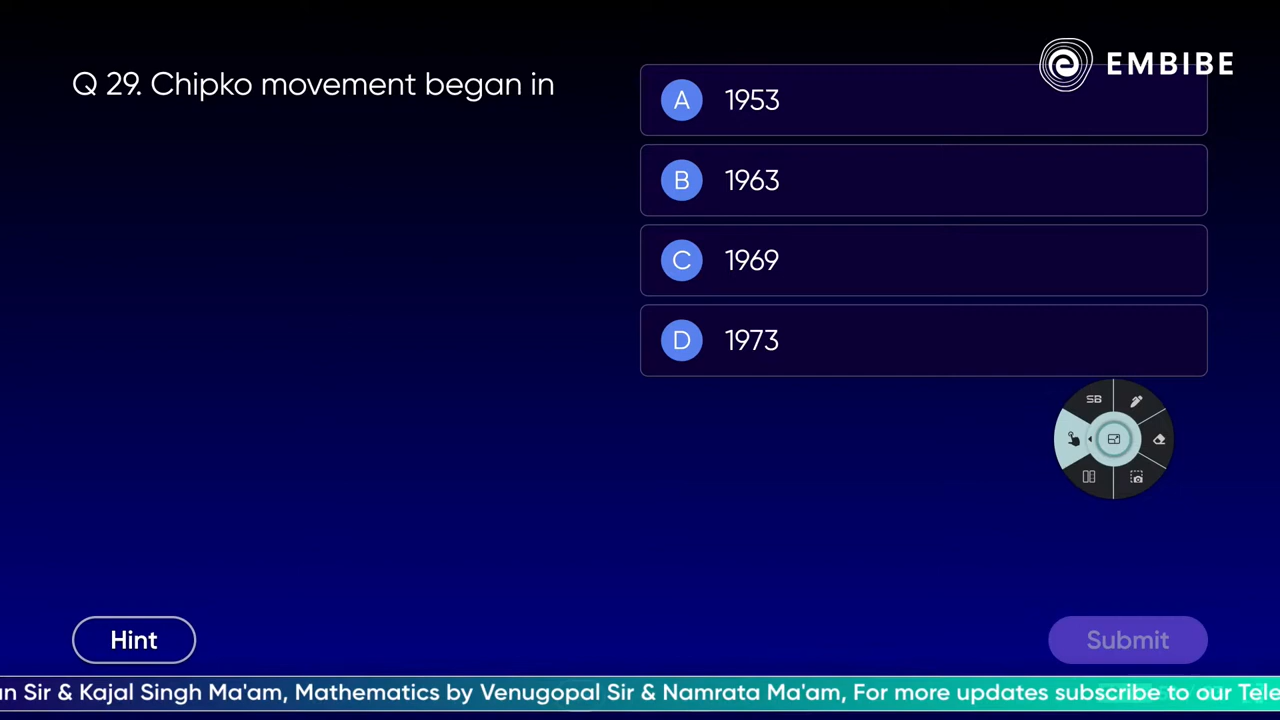 EMBIBE
Q 29. Chipko movement began in
A 1953
B 1963
C 1969
D 1973
SB
Hint
Submit
an Sir & Kajal Singh Ma'am, Mathematics by Venugopal Sir & Namrata Ma'am, For more updates subscribe to our Tele